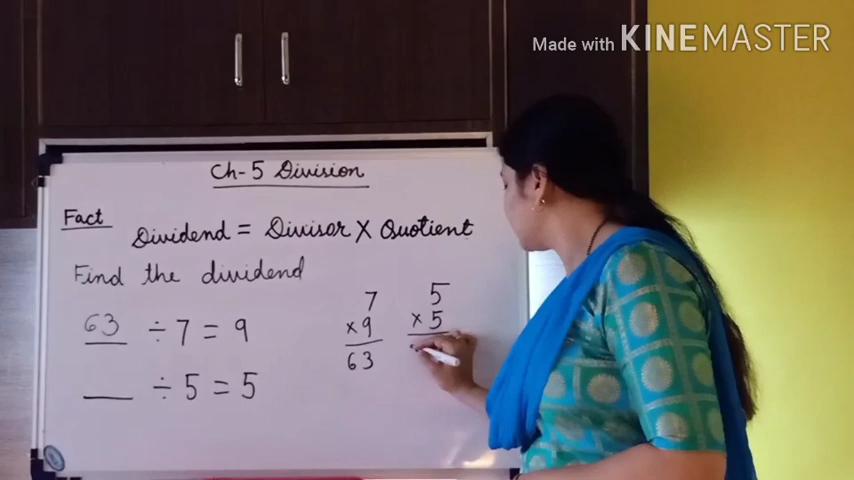 Made with KINEMASTER
Ch-5 Division
Fact
Dividend = Divisor X Quotient
Find the dividend
63 ÷ 7 = 9
__ ÷ 5 = 5
7
× 9
63
5
× 5